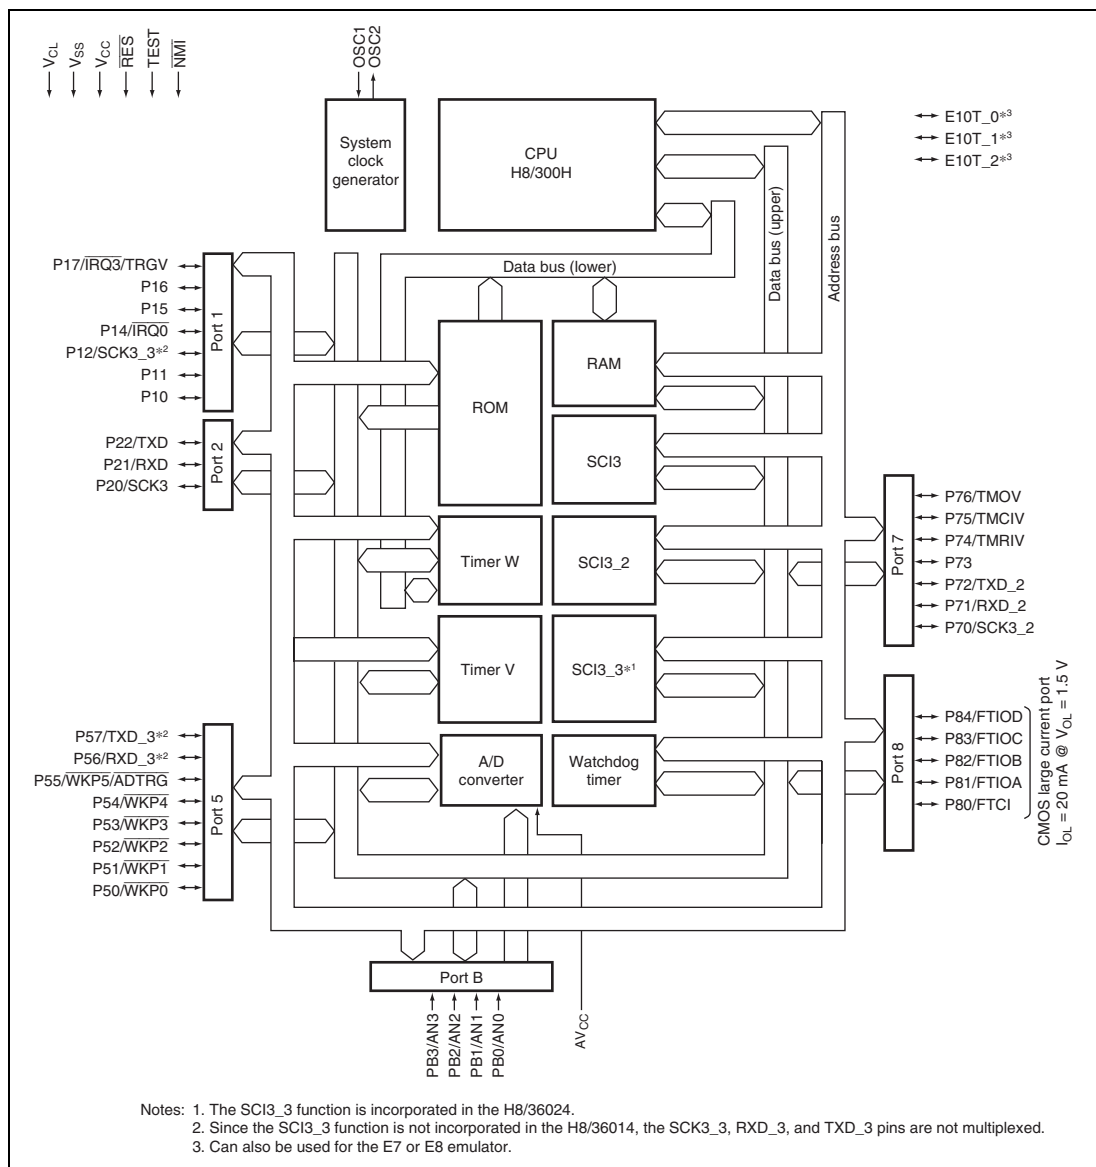 VCL
VSS
VCC
RES
TEST
NMI
OSC1
OSC2
System
clock
generator
CPU
H8/300H
E10T_0*3
E10T_1*3
E10T_2*3
Data bus (lower)
Data bus (upper)
Address bus
P17/IRQ3/TRGV
P16
P15
P14/IRQ0
P12/SCK3_3*2
P11
P10
Port 1
P22/TXD
P21/RXD
P20/SCK3
Port 2
ROM
RAM
SCI3
Timer W
SCI3_2
Timer V
SCI3_3*1
A/D
converter
Watchdog
timer
P76/TMOV
P75/TMCIV
P74/TMRIV
P73
P72/TXD_2
P71/RXD_2
P70/SCK3_2
Port 7
P57/TXD_3*2
P56/RXD_3*2
P55/WKP5/ADTRG
P54/WKP4
P53/WKP3
P52/WKP2
P51/WKP1
P50/WKP0
Port 5
P84/FTIOD
P83/FTIOC
P82/FTIOB
P81/FTIOA
P80/FTCI
Port 8
CMOS large current port
IOL = 20 mA @ VOL = 1.5 V
Port B
PB3/AN3
PB2/AN2
PB1/AN1
PB0/AN0
AVCC
Notes: 1. The SCI3_3 function is incorporated in the H8/36024.
2. Since the SCI3_3 function is not incorporated in the H8/36014, the SCK3_3, RXD_3, and TXD_3 pins are not multiplexed.
3. Can also be used for the E7 or E8 emulator.